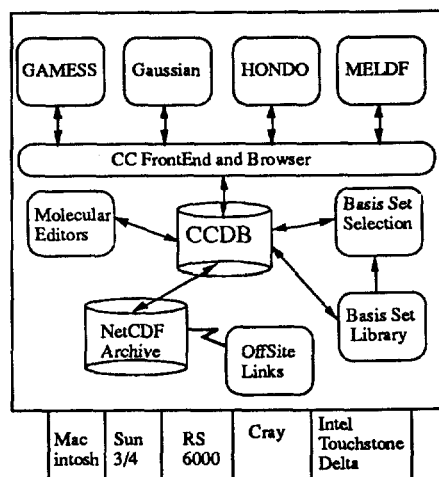 GAMESS
Gaussian
HONDO
MELDF
CC FrontEnd and Browser
Molecular
Editors
CCDB
Basis Set
Selection
NetCDF
Archive
OffSite
Links
Basis Set
Library
Mac
intosh
Sun
3/4
RS
6000
Cray
Intel
Touchstone
Delta